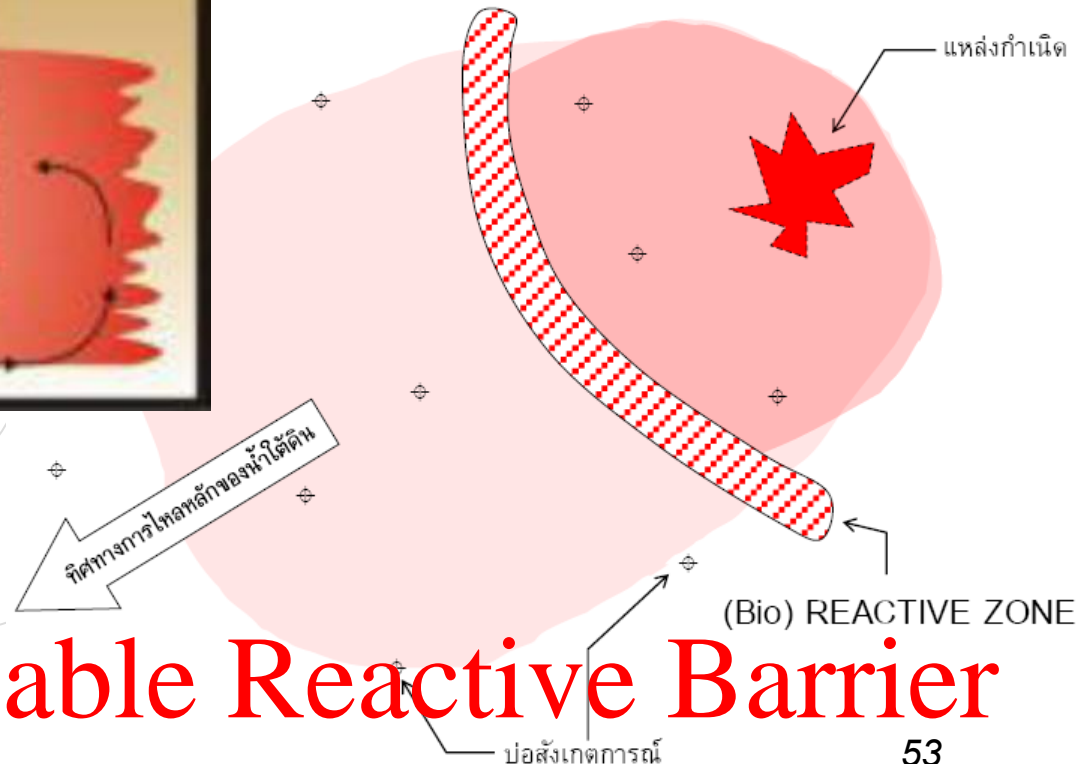 แหล่งกำเนิด
ทิศทางการไหลหลักของน้ำใต้ดิน
(Bio) REACTIVE ZONE
able Reactive Barrier
บ่อสังเกตการณ์
53